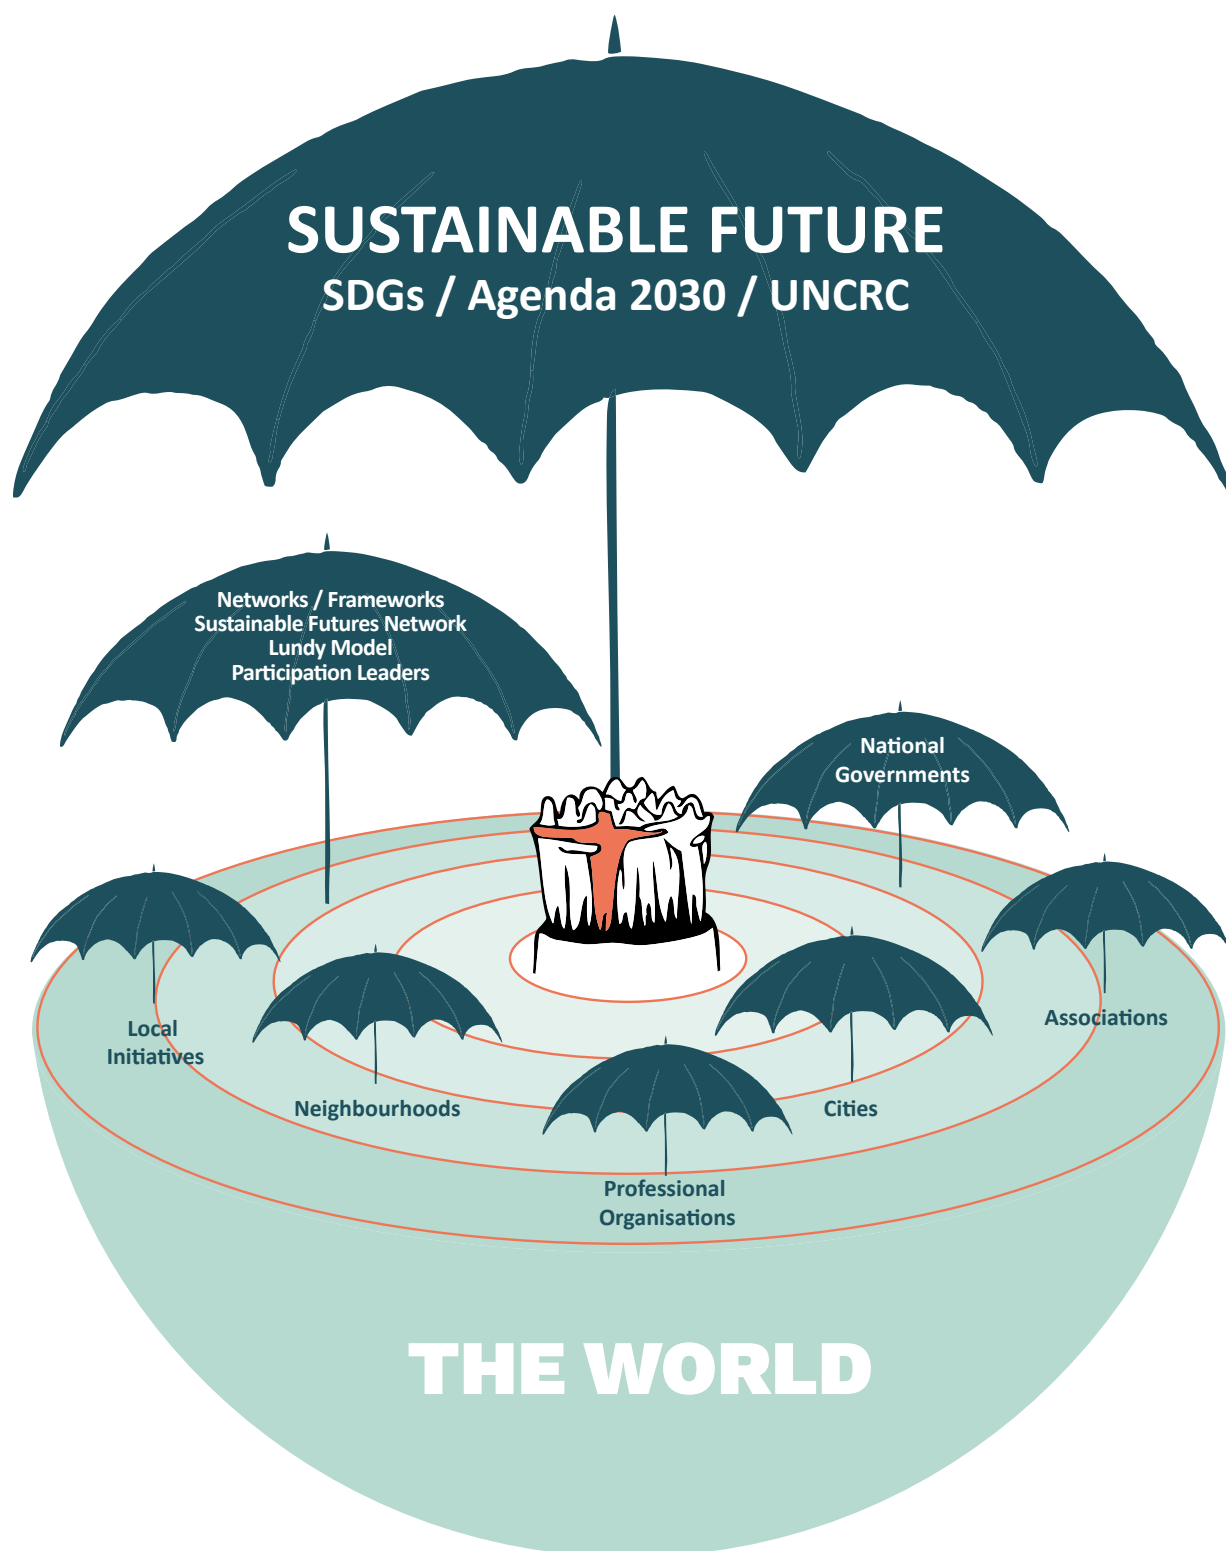 SUSTAINABLE FUTURE
SDGs / Agenda 2030 / UNCRC
Networks / Frameworks
Sustainable Futures Network
Lundy Model
Participation Leaders
National
Governments
Local
Initiatives
Associations
Neighbourhoods
Cities
Professional
Organisations
THE WORLD